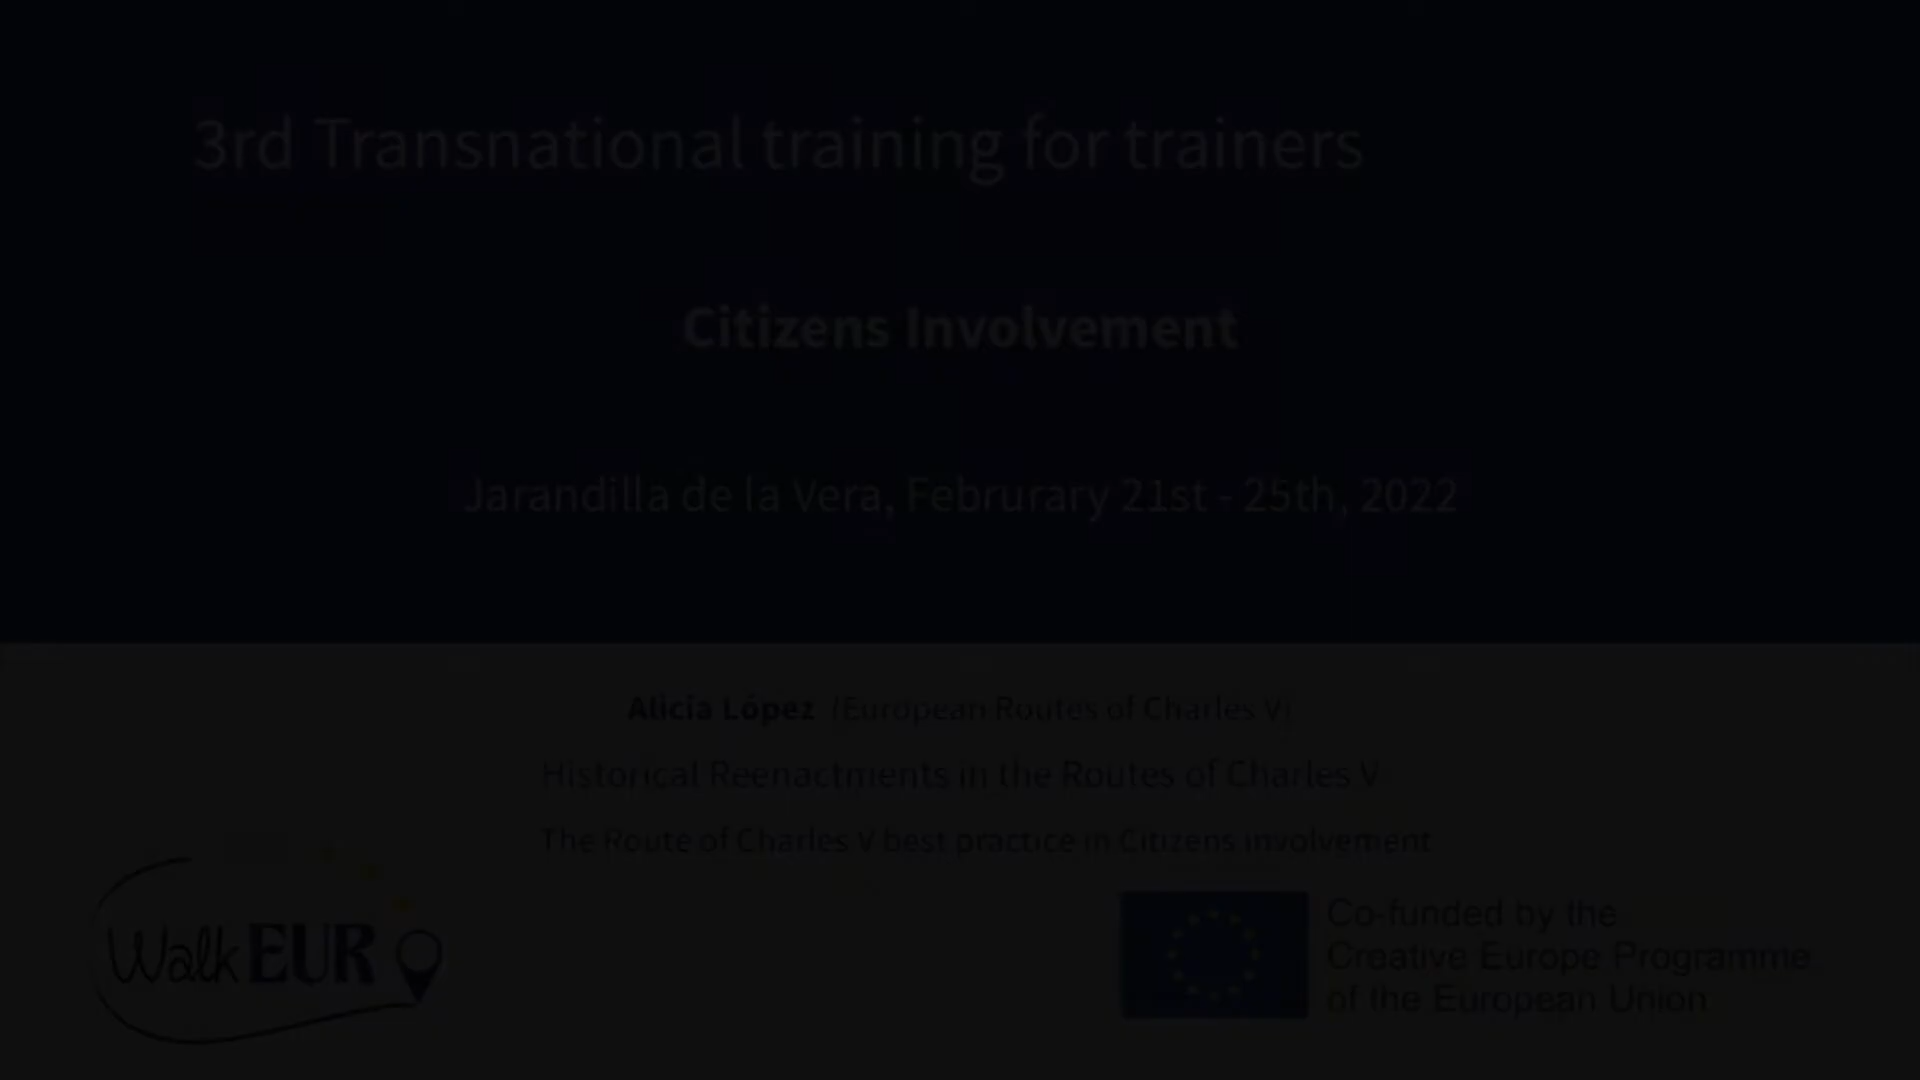 3rd Transnational training for trainers
Citizens Involvement
Jarandilla de la Vera, Februrary 21st - 25th, 2022
Alicia López (European Routes of Charles V)
Historical Reenactments in the Routes of Charles V
The Route of Charles V best practice in Citizens involvement
Walk EUR
Co-funded by the
Creative Europe Programme
of the European Union